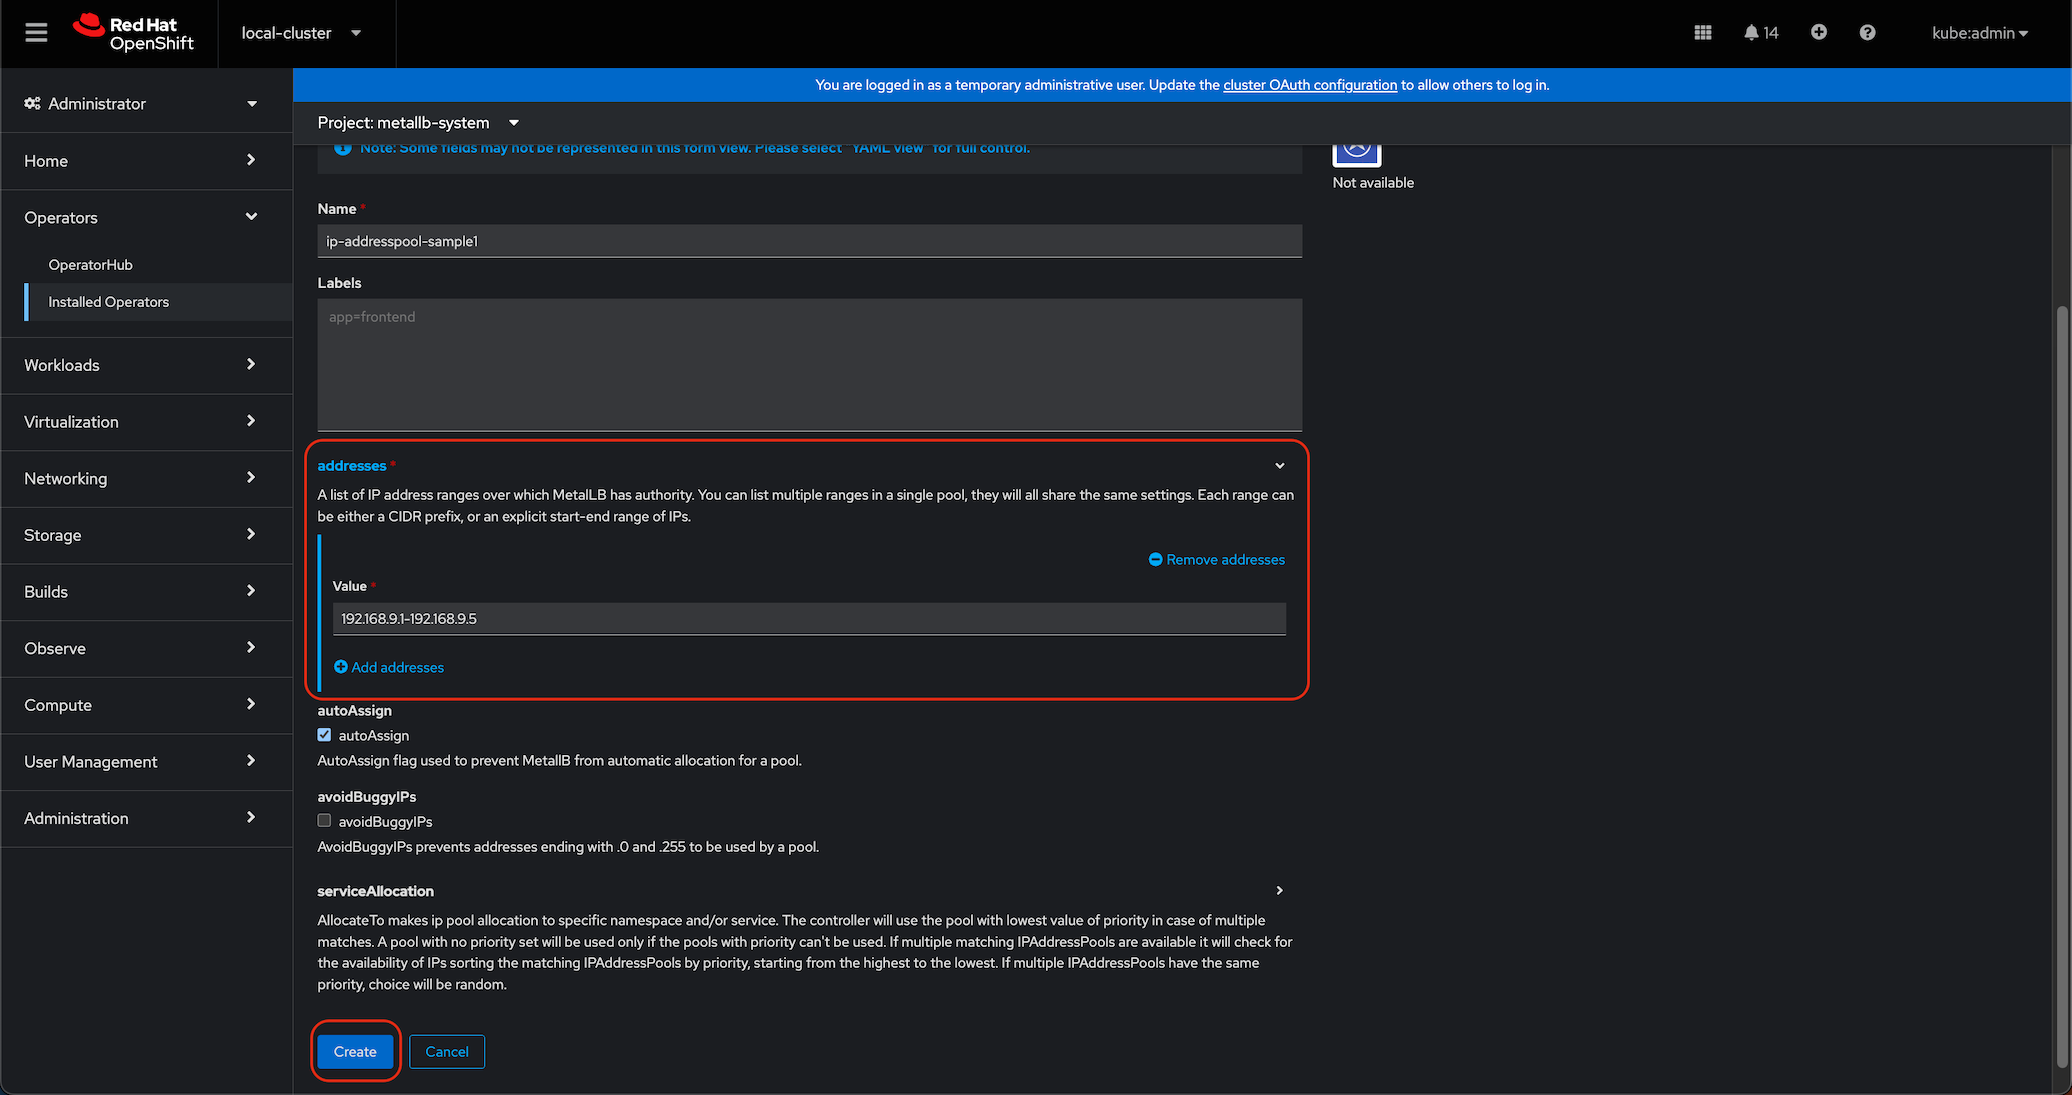 Red Hat
OpenShift
local-cluster
14
kube:admin
You are logged in as a temporary administrative user. Update the cluster OAuth configuration to allow others to log in.
Administrator
Home
Operators
OperatorHub
Installed Operators
Workloads
Virtualization
Networking
Storage
Builds
Observe
Compute
User Management
Administration
Project: metallb-system
Note: Some fields may not be represented in this form view. Please select "YAML view" for full control.
Not available
Name *
ip-addresspool-sample1
Labels
app=frontend
addresses *
A list of IP address ranges over which MetalLB has authority. You can list multiple ranges in a single pool, they will all share the same settings. Each range can
be either a CIDR prefix, or an explicit start-end range of IPs.
Remove addresses
Value *
192.168.9.1-192.168.9.5
Add addresses
autoAssign
autoAssign
AutoAssign flag used to prevent MetallB from automatic allocation for a pool.
avoidBuggyIPs
avoidBuggyIPs
AvoidBuggyIPs prevents addresses ending with .0 and .255 to be used by a pool.
serviceAllocation
AllocateTo makes ip pool allocation to specific namespace and/or service. The controller will use the pool with lowest value of priority in case of multiple
matches. A pool with no priority set will be used only if the pools with priority can't be used. If multiple matching IPAddressPools are available it will check for
the availability of IPs sorting the matching IPAddressPools by priority, starting from the highest to the lowest. If multiple IPAddressPools have the same
priority, choice will be random.
Create
Cancel